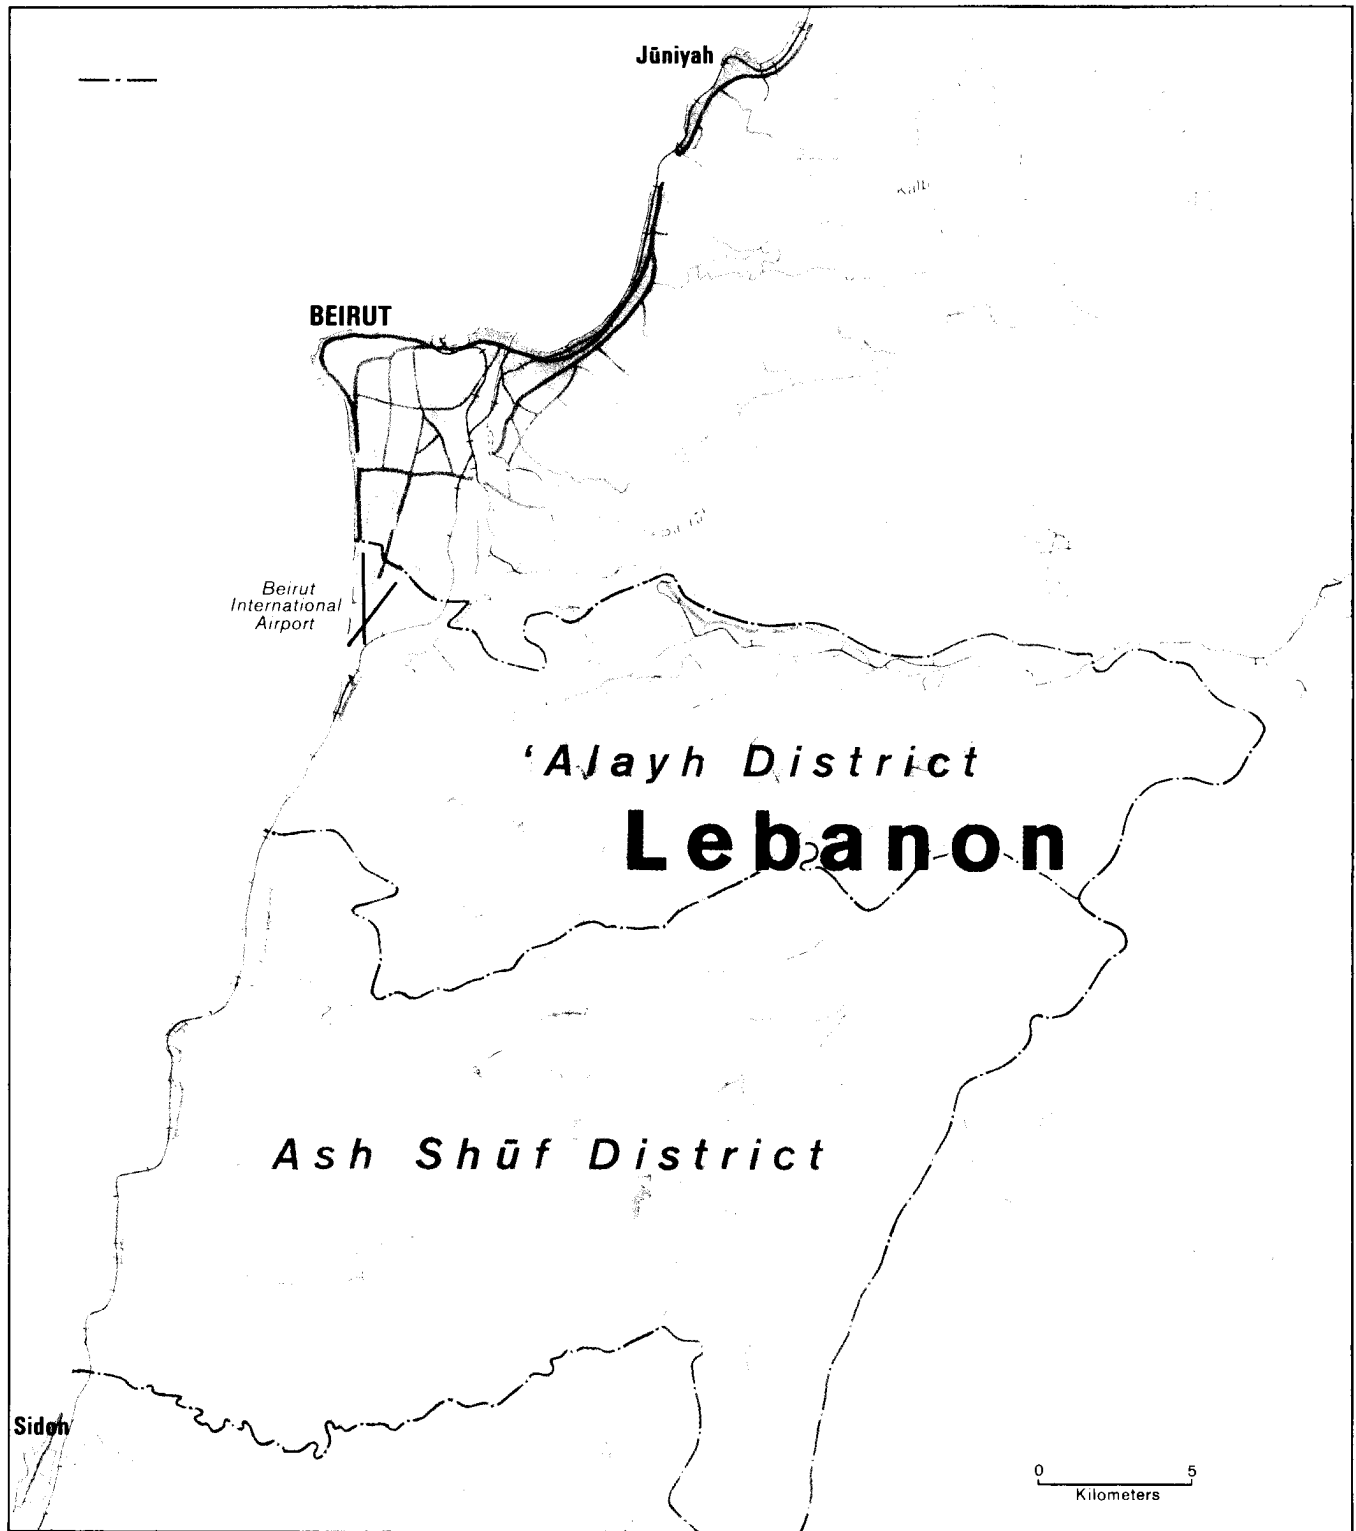 Jūniyah
BEIRUT
Beirut
International
Airport
‘Alayh District
Lebanon
Ash Shūf District
Sidon
0 5
Kilometers